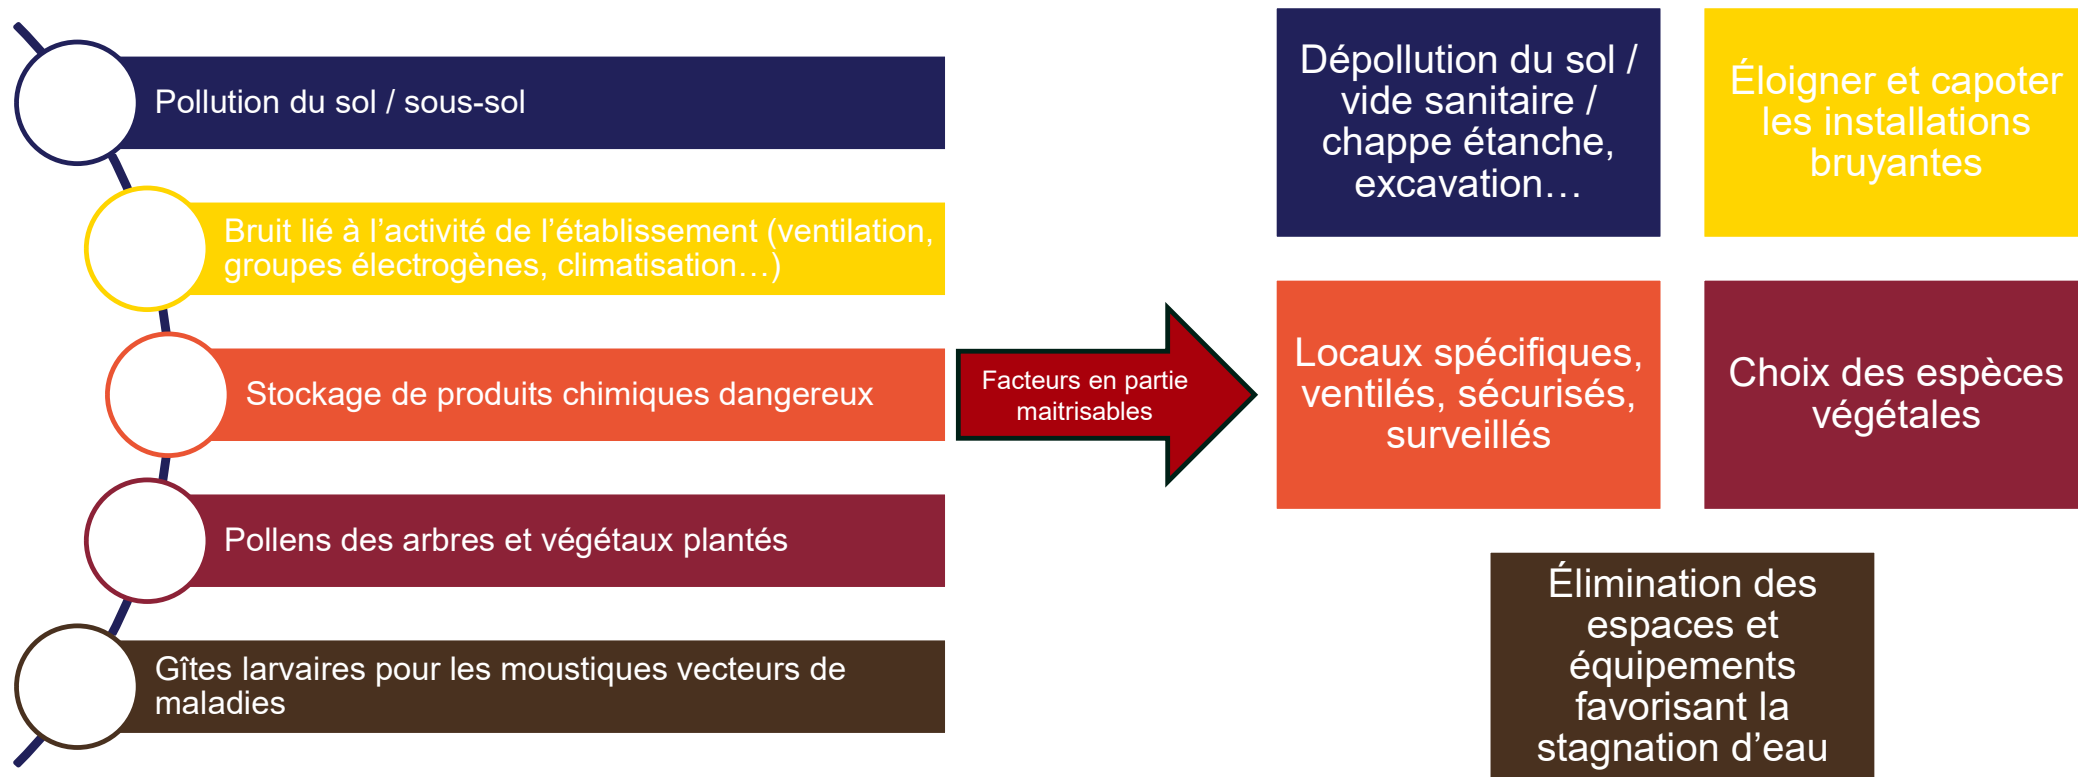 Pollution du sol / sous-sol
Bruit lié à l’activité de l’établissement (ventilation,
groupes électrogènes, climatisation…)
Stockage de produits chimiques dangereux
Pollens des arbres et végétaux plantés
Gîtes larvaires pour les moustiques vecteurs de
maladies
Facteurs en partie
maitrisables
Dépollution du sol /
vide sanitaire /
chappe étanche,
excavation…
Éloigner et capoter
les installations
bruyantes
Locaux spécifiques,
ventilés, sécurisés,
surveillés
Choix des espèces
végétales
Élimination des
espaces et
équipements
favorisant la
stagnation d’eau